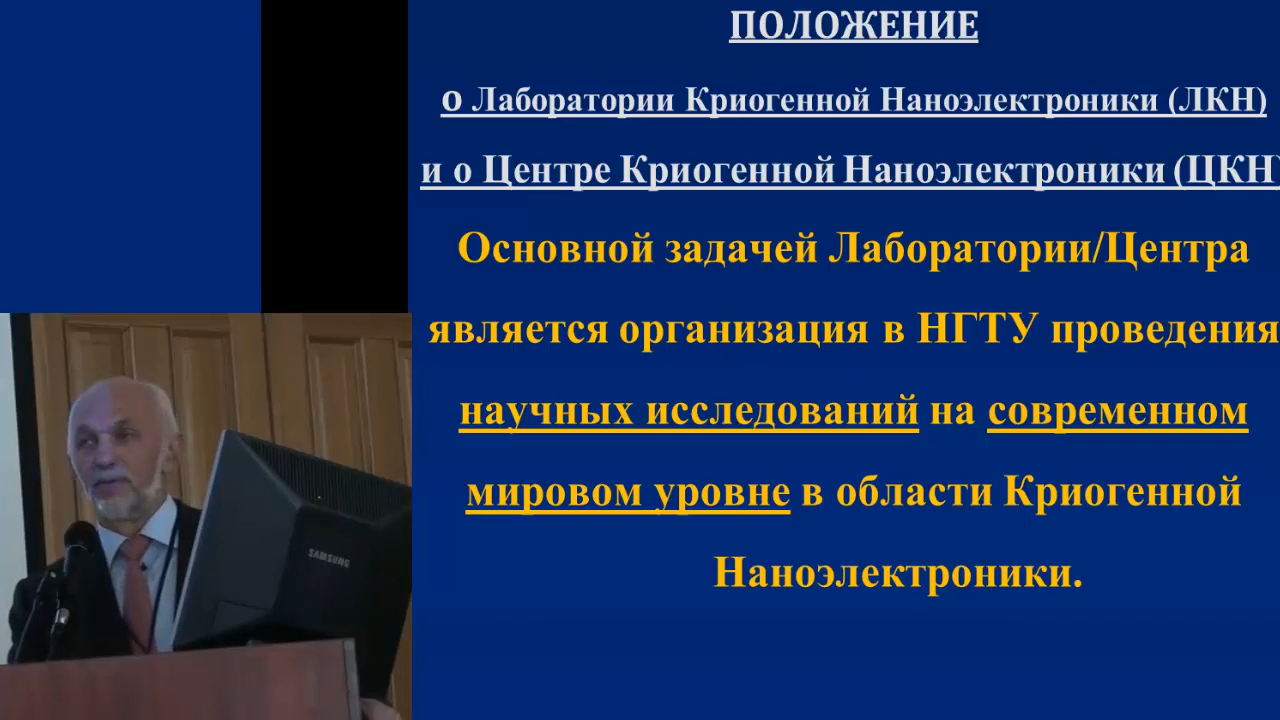 ПОЛОЖЕНИЕ
о Лаборатории Криогенной Наноэлектроники (ЛКН)
и о Центре Криогенной Наноэлектроники (ЦКН)
Основной задачей Лаборатории/Центра
является организация в НГТУ проведения
научных исследований на современном
мировом уровне в области Криогенной
Наноэлектроники.
SAMSUNG